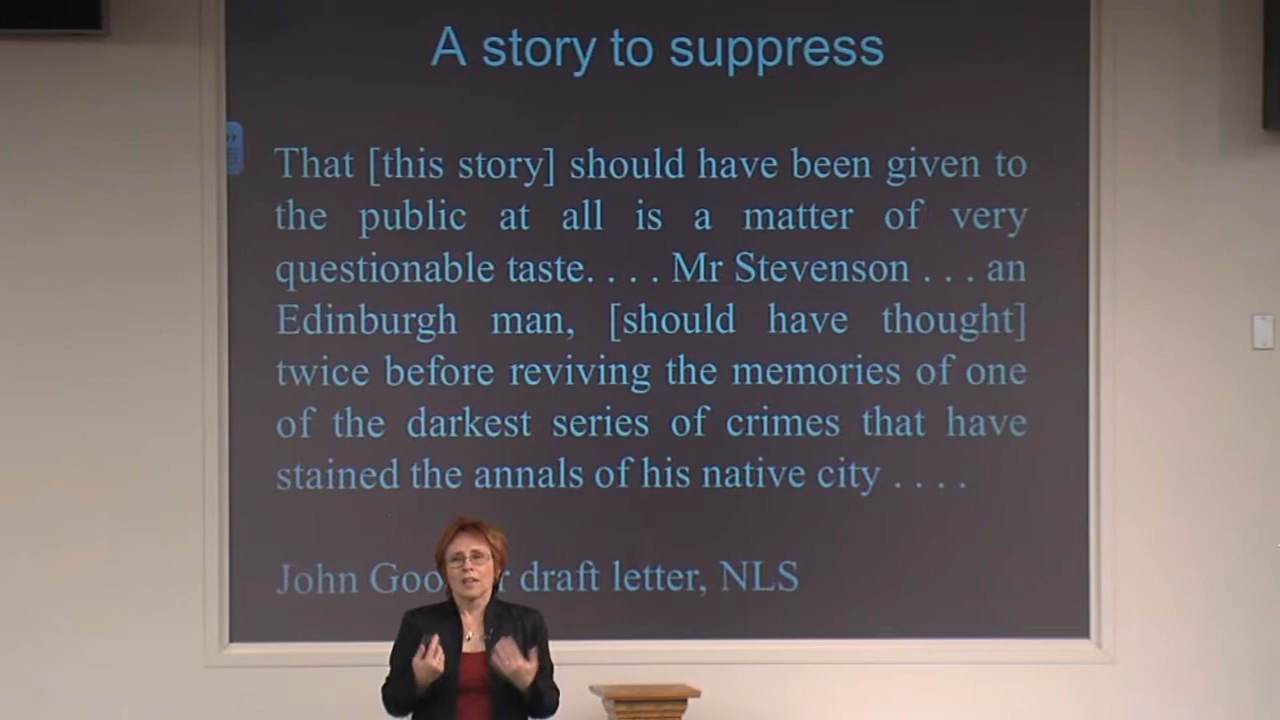 A story to suppress
That [this story] should have been given to
the public at all is a matter of very
questionable taste. . . . Mr Stevenson . . . an
Edinburgh man, [should have thought]
twice before reviving the memories of one
of the darkest series of crimes that have
stained the annals of his native city . . . .
John draft letter, NLS